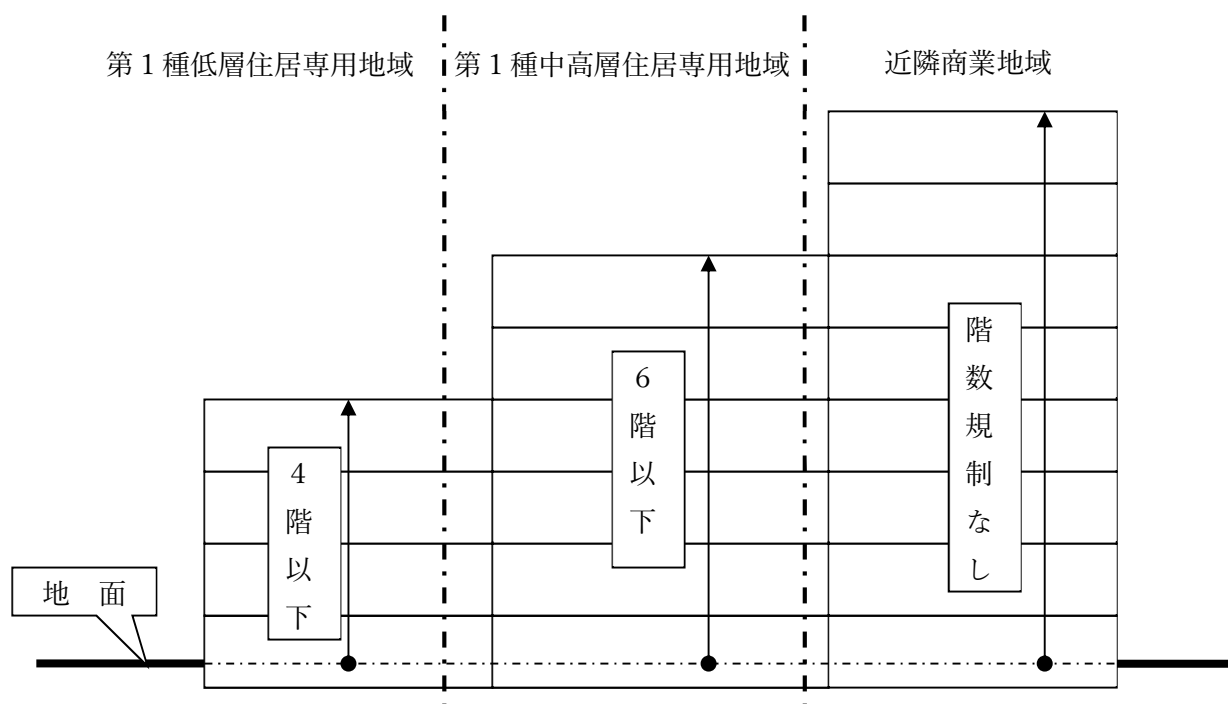 第1種低層住居専用地域
第1種中高層住居専用地域
近隣商業地域
4階以下
6階以下
階数規制なし
地　面